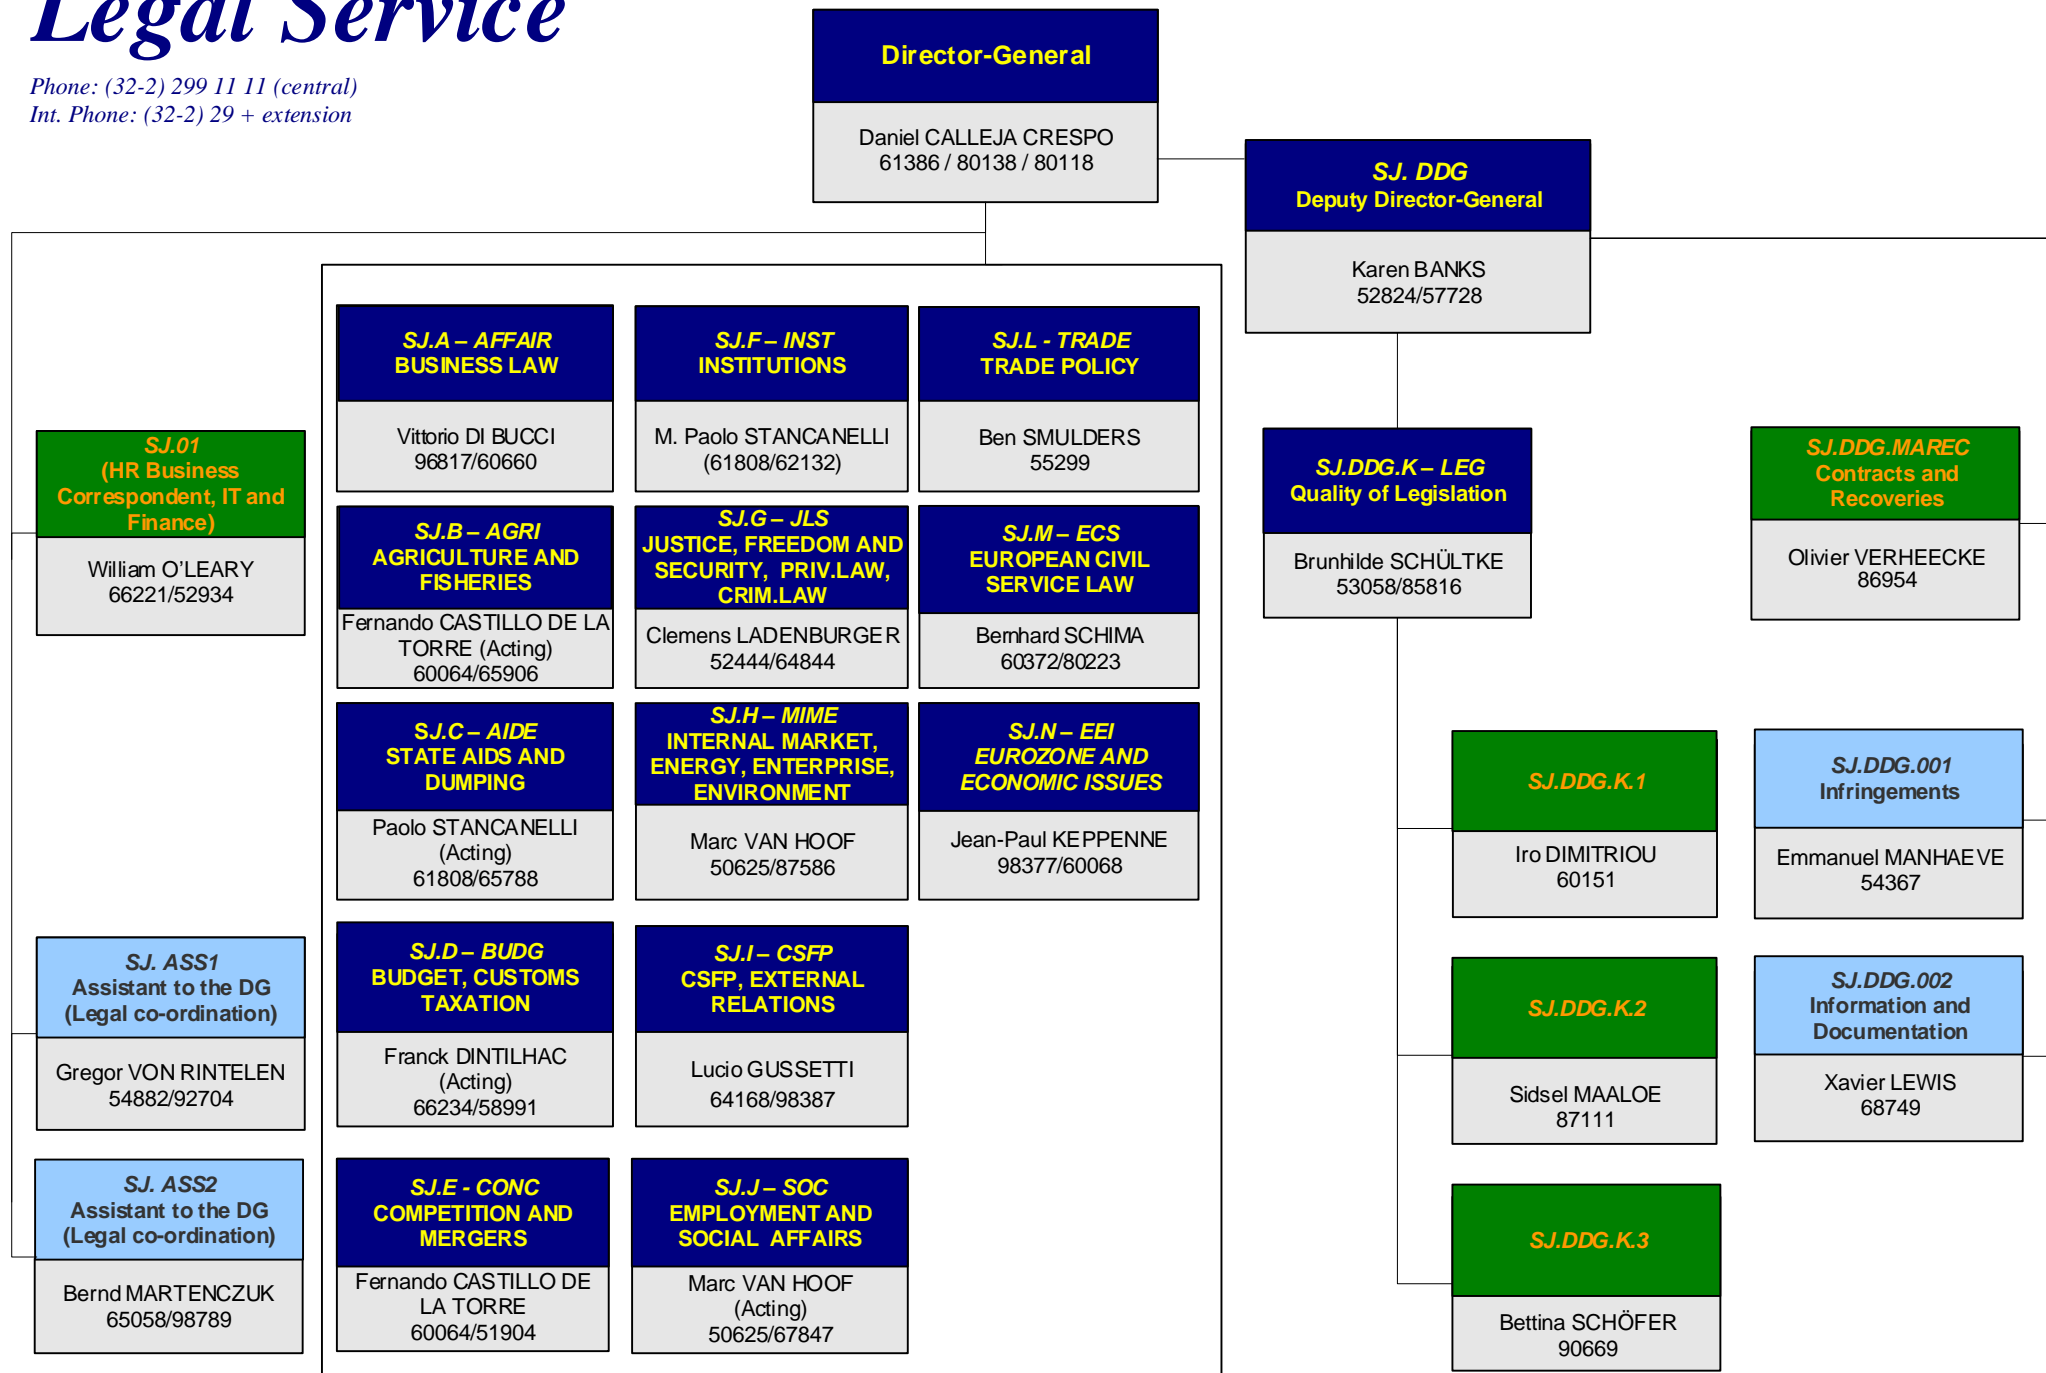 Legal Service
Phone: (32-2) 299 11 11 (central)
Int. Phone: (32-2) 29 + extension
Director-General
Daniel CALLEJA CRESPO
61386 / 80138 / 80118
SJ. DDG
Deputy Director-General
Karen BANKS
52824/57728
SJ.01
(HR Business
Correspondent, IT and
Finance)
William O'LEARY
66221/52934
SJ. ASS1
Assistant to the DG
(Legal co-ordination)
Gregor VON RINTELEN
54882/92704
SJ. ASS2
Assistant to the DG
(Legal co-ordination)
Bernd MARTENCZUK
65058/98789
SJ.A – AFFAIR
BUSINESS LAW
Vittorio DI BUCCI
96817/60660
SJ.B – AGRI
AGRICULTURE AND
FISHERIES
Fernando CASTILLO DE LA
TORRE (Acting)
60064/65906
SJ.C – AIDE
STATE AIDS AND
DUMPING
Paolo STANCANELLI
(Acting)
61808/65788
SJ.D – BUDG
BUDGET, CUSTOMS
TAXATION
Franck DINTILHAC
(Acting)
66234/58991
SJ.E - CONC
COMPETITION AND
MERGERS
Fernando CASTILLO DE
LA TORRE
60064/51904
SJ.F – INST
INSTITUTIONS
M. Paolo STANCANELLI
(61808/62132)
SJ.G – JLS
JUSTICE, FREEDOM AND
SECURITY, PRIV.LAW,
CRIM.LAW
Clemens LADENBURGER
52444/64844
SJ.H – MIME
INTERNAL MARKET,
ENERGY, ENTERPRISE,
ENVIRONMENT
Marc VAN HOOF
50625/87586
SJ.I – CSFP
CSFP, EXTERNAL
RELATIONS
Lucio GUSSETTI
64168/98387
SJ.J – SOC
EMPLOYMENT AND
SOCIAL AFFAIRS
Marc VAN HOOF
(Acting)
50625/67847
SJ.L - TRADE
TRADE POLICY
Ben SMULDERS
55299
SJ.M – ECS
EUROPEAN CIVIL
SERVICE LAW
Bernhard SCHIMA
60372/80223
SJ.N – EEI
EUROZONE AND
ECONOMIC ISSUES
Jean-Paul KEPPENNE
98377/60068
SJ.DDG.K – LEG
Quality of Legislation
Brunhilde SCHÜLTKE
53058/85816
SJ.DDG.K.1
Iro DIMITRIOU
60151
SJ.DDG.K.2
Sidsel MAALOE
87111
SJ.DDG.K.3
Bettina SCHÖFER
90669
SJ.DDG.MAREC
Contracts and
Recoveries
Olivier VERHEECKE
86954
SJ.DDG.001
Infringements
Emmanuel MANHAEVE
54367
SJ.DDG.002
Information and
Documentation
Xavier LEWIS
68749